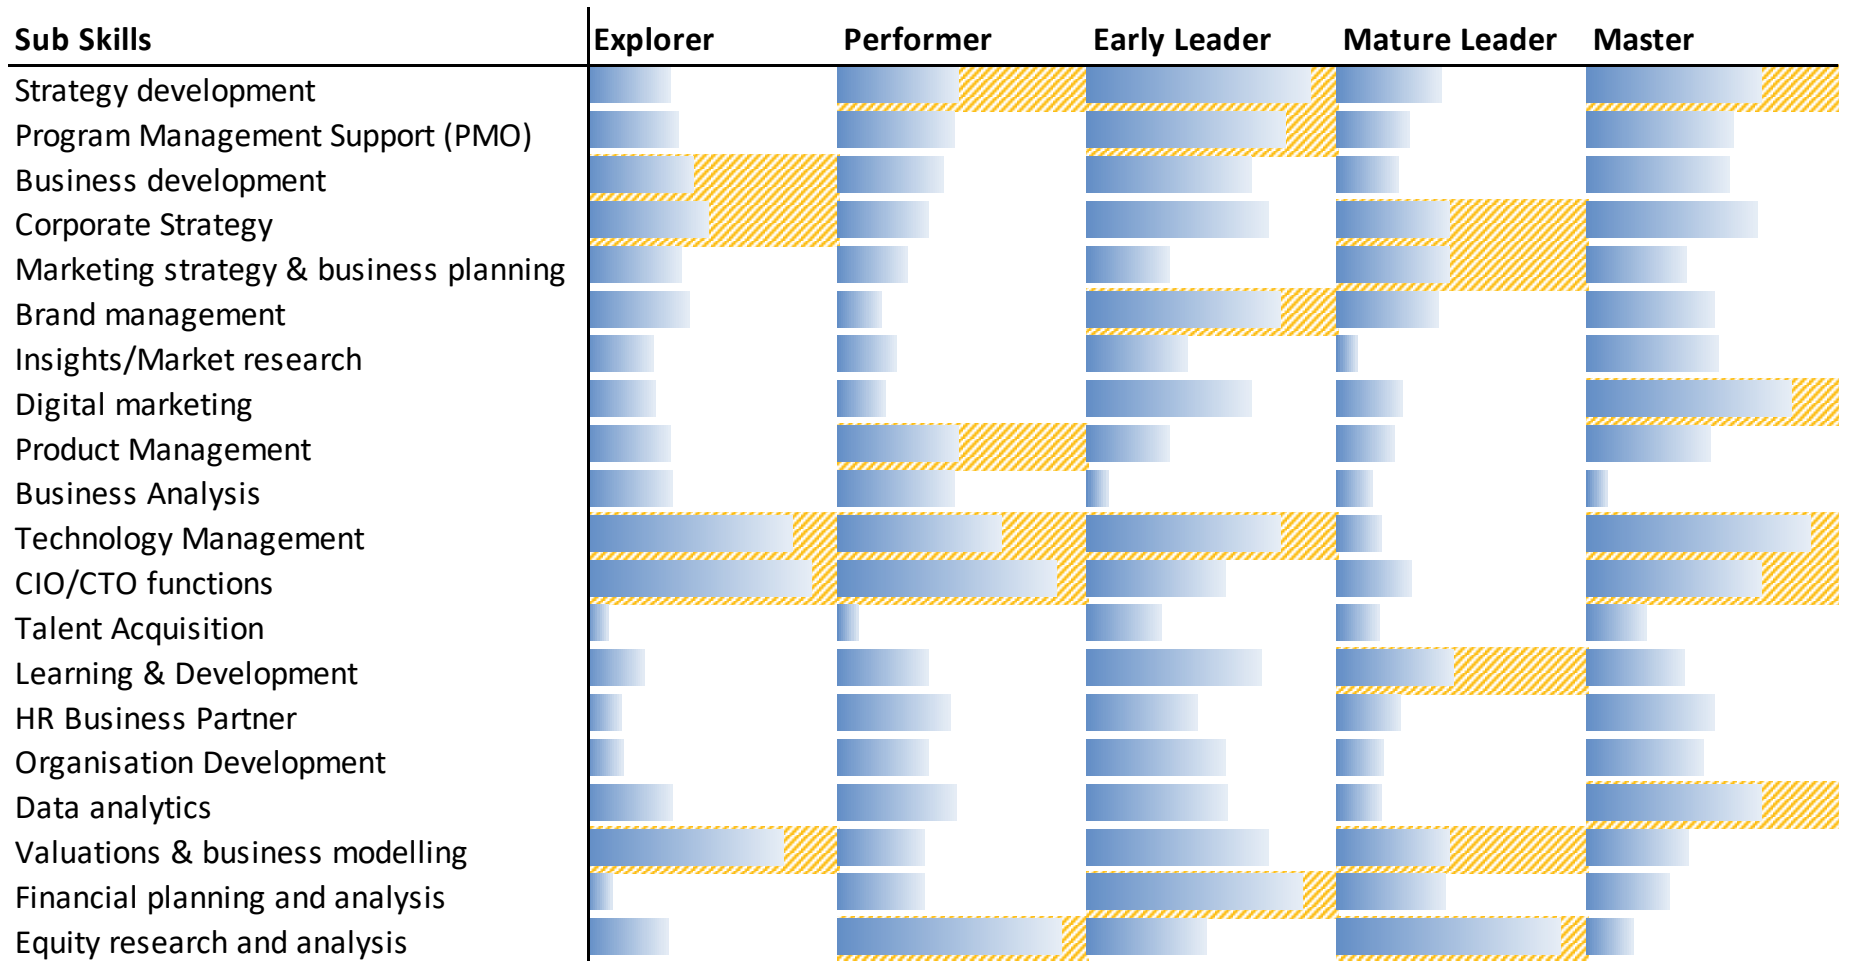 Sub Skills Explorer Performer Early Leader Mature Leader Master
Strategy development
Program Management Support (PMO)
Business development
Corporate Strategy
Marketing strategy & business planning
Brand management
Insights/Market research
Digital marketing
Product Management
Business Analysis
Technology Management
CIO/CTO functions
Talent Acquisition
Learning & Development
HR Business Partner
Organisation Development
Data analytics
Valuations & business modelling
Financial planning and analysis
Equity research and analysis